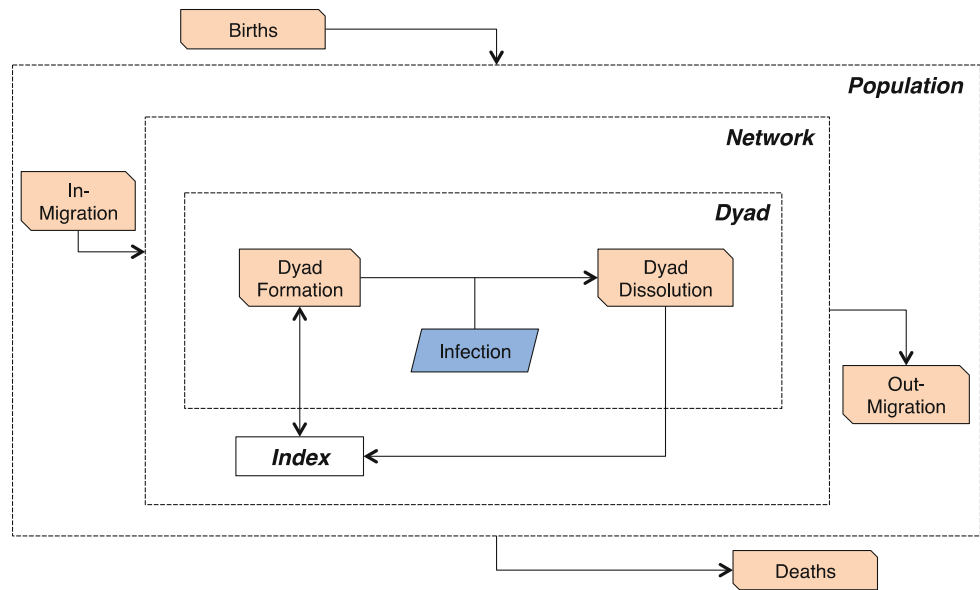 Births
Population
Network
In-
Migration
Dyad
Dyad
Formation
Dyad
Dissolution
Infection
Out-
Migration
Index
Deaths